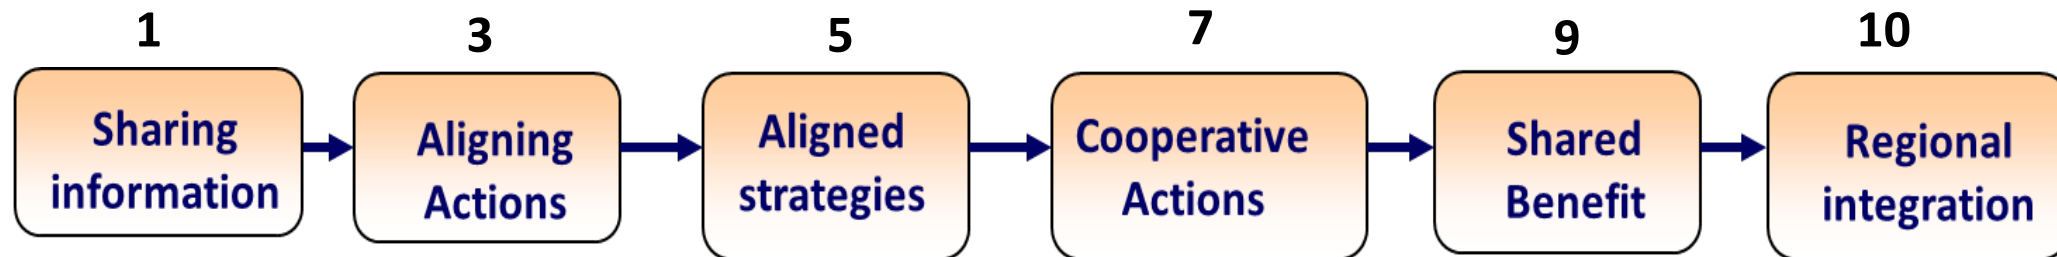 1
3
5
7
9
10
Sharing
information
Aligning
Actions
Aligned
strategies
Cooperative
Actions
Shared
Benefit
Regional
integration